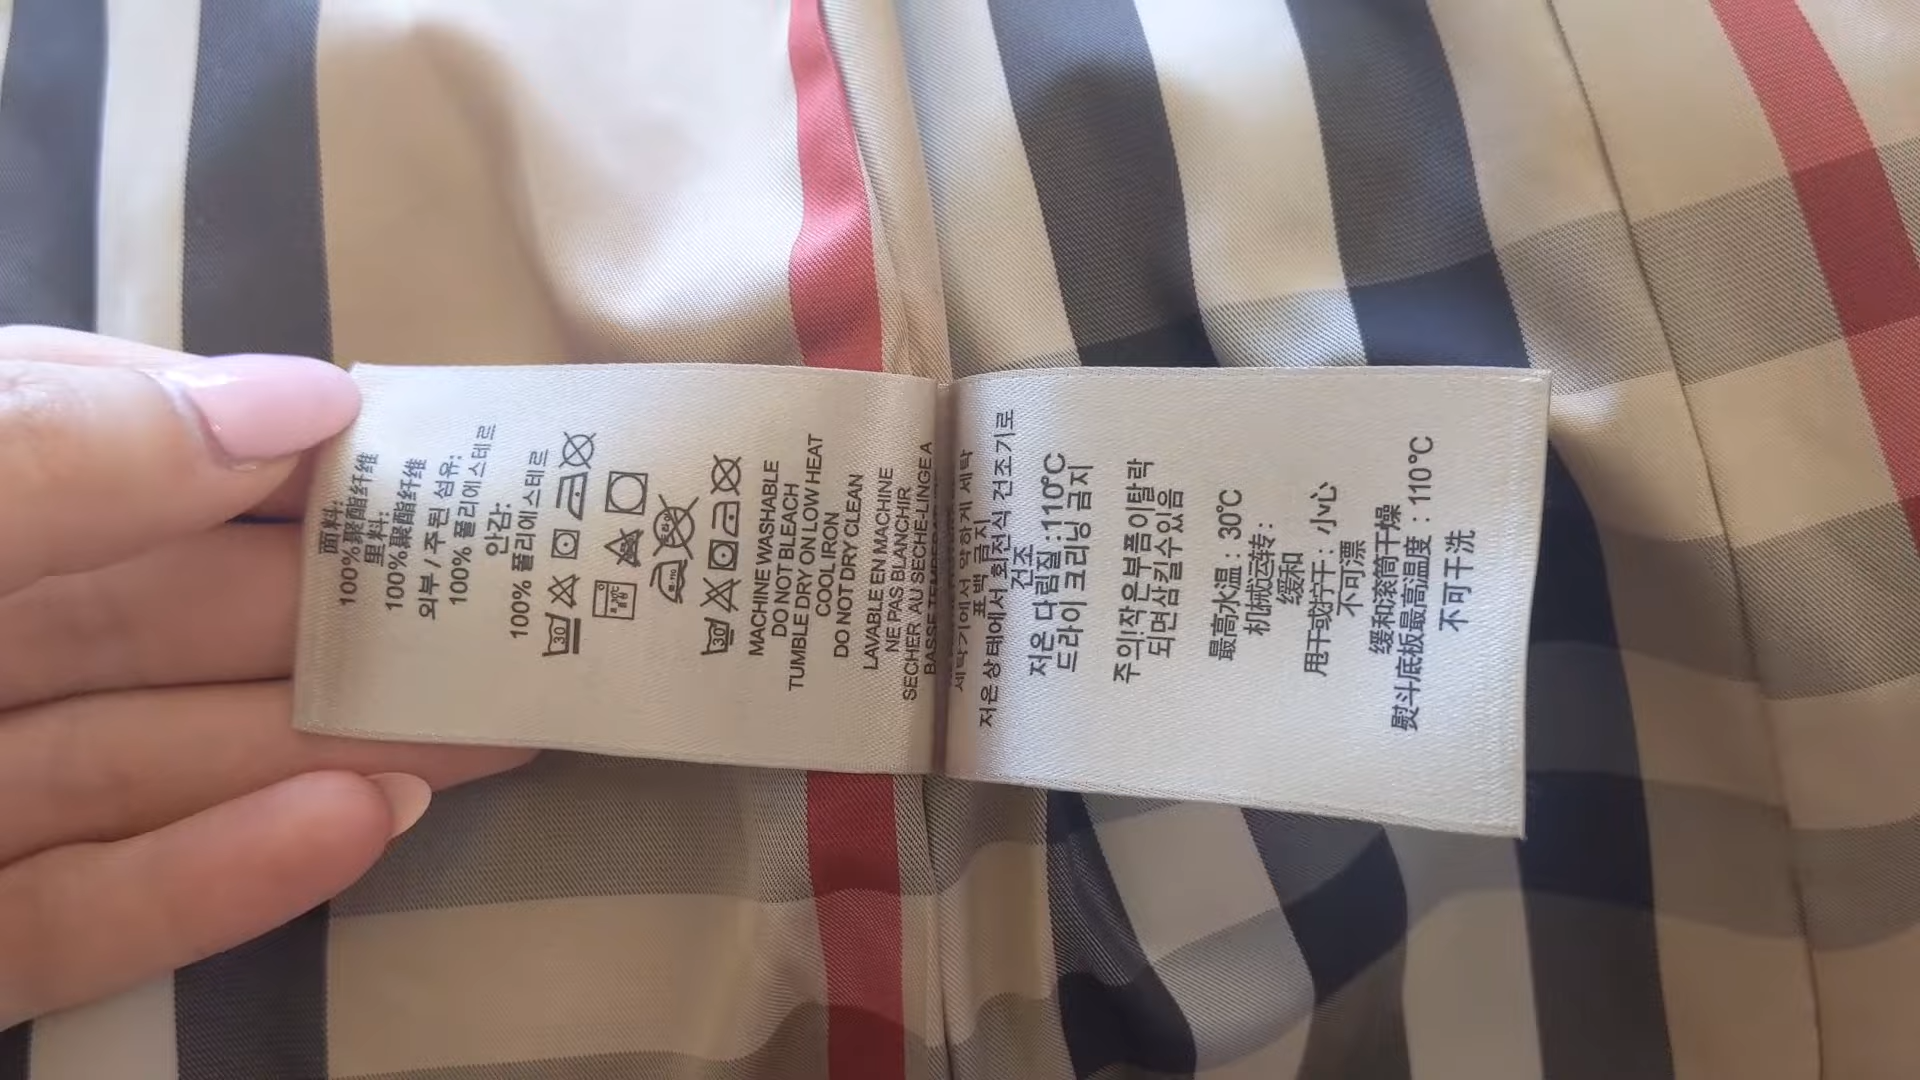 面料:
100%聚酯纤维
里料:
100%聚酯纤维
외부 / 주된 섬유:
100% 폴리에스테르
안감:
100% 폴리에스테르
30
30
MACHINE WASHABLE
DO NOT BLEACH
TUMBLE DRY ON LOW HEAT
COOL IRON
DO NOT DRY CLEAN
LAVABLE EN MACHINE
NE PAS BLANCHIR
SECHER AU SECHE-LINGE A
BASSE TEMPERATURE
세탁기에서 약하게 세탁
표백 금지
저온상태에서 회전식 건조기로
건조
저온 다림질 :110℃
드라이 크리닝 금지
주의!작은부품이탈락
되면삼킬수있음
最高水温 : 30℃
机械运转 :
缓和
甩干或拧干 : 小心
不可漂
缓和滚筒干燥
熨斗底板最高温度 : 110℃
不可干洗